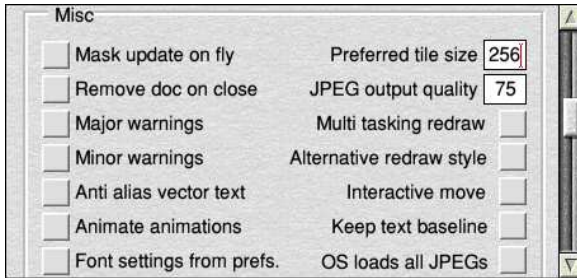 Misc
Mask update on fly Preferred tile size 256
Remove doc on close JPEG output quality 75
Major warnings Multi tasking redraw
Minor warnings Alternative redraw style
Anti alias vector text Interactive move
Animate animations Keep text baseline
Font settings from prefs. OS loads all JPEGs